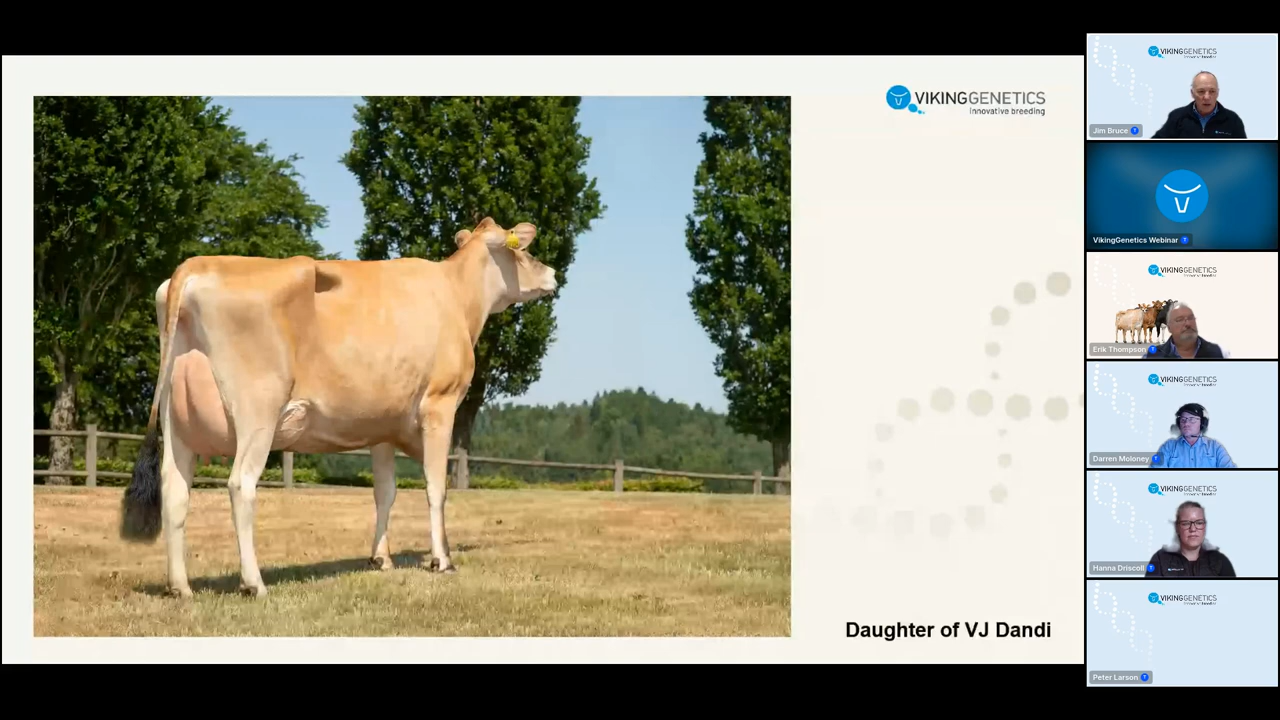 VIKINGGENETICS
innovative breeding
Daughter of VJ Dandi
VIKINGGENETICS
Jim Bruce
VikingGenetics Webinar
VIKINGGENETICS
Erik Thompson
VIKINGGENETICS
Darren Moloney
VIKINGGENETICS
Hanna Driscoll
VIKINGGENETICS
Peter Larson